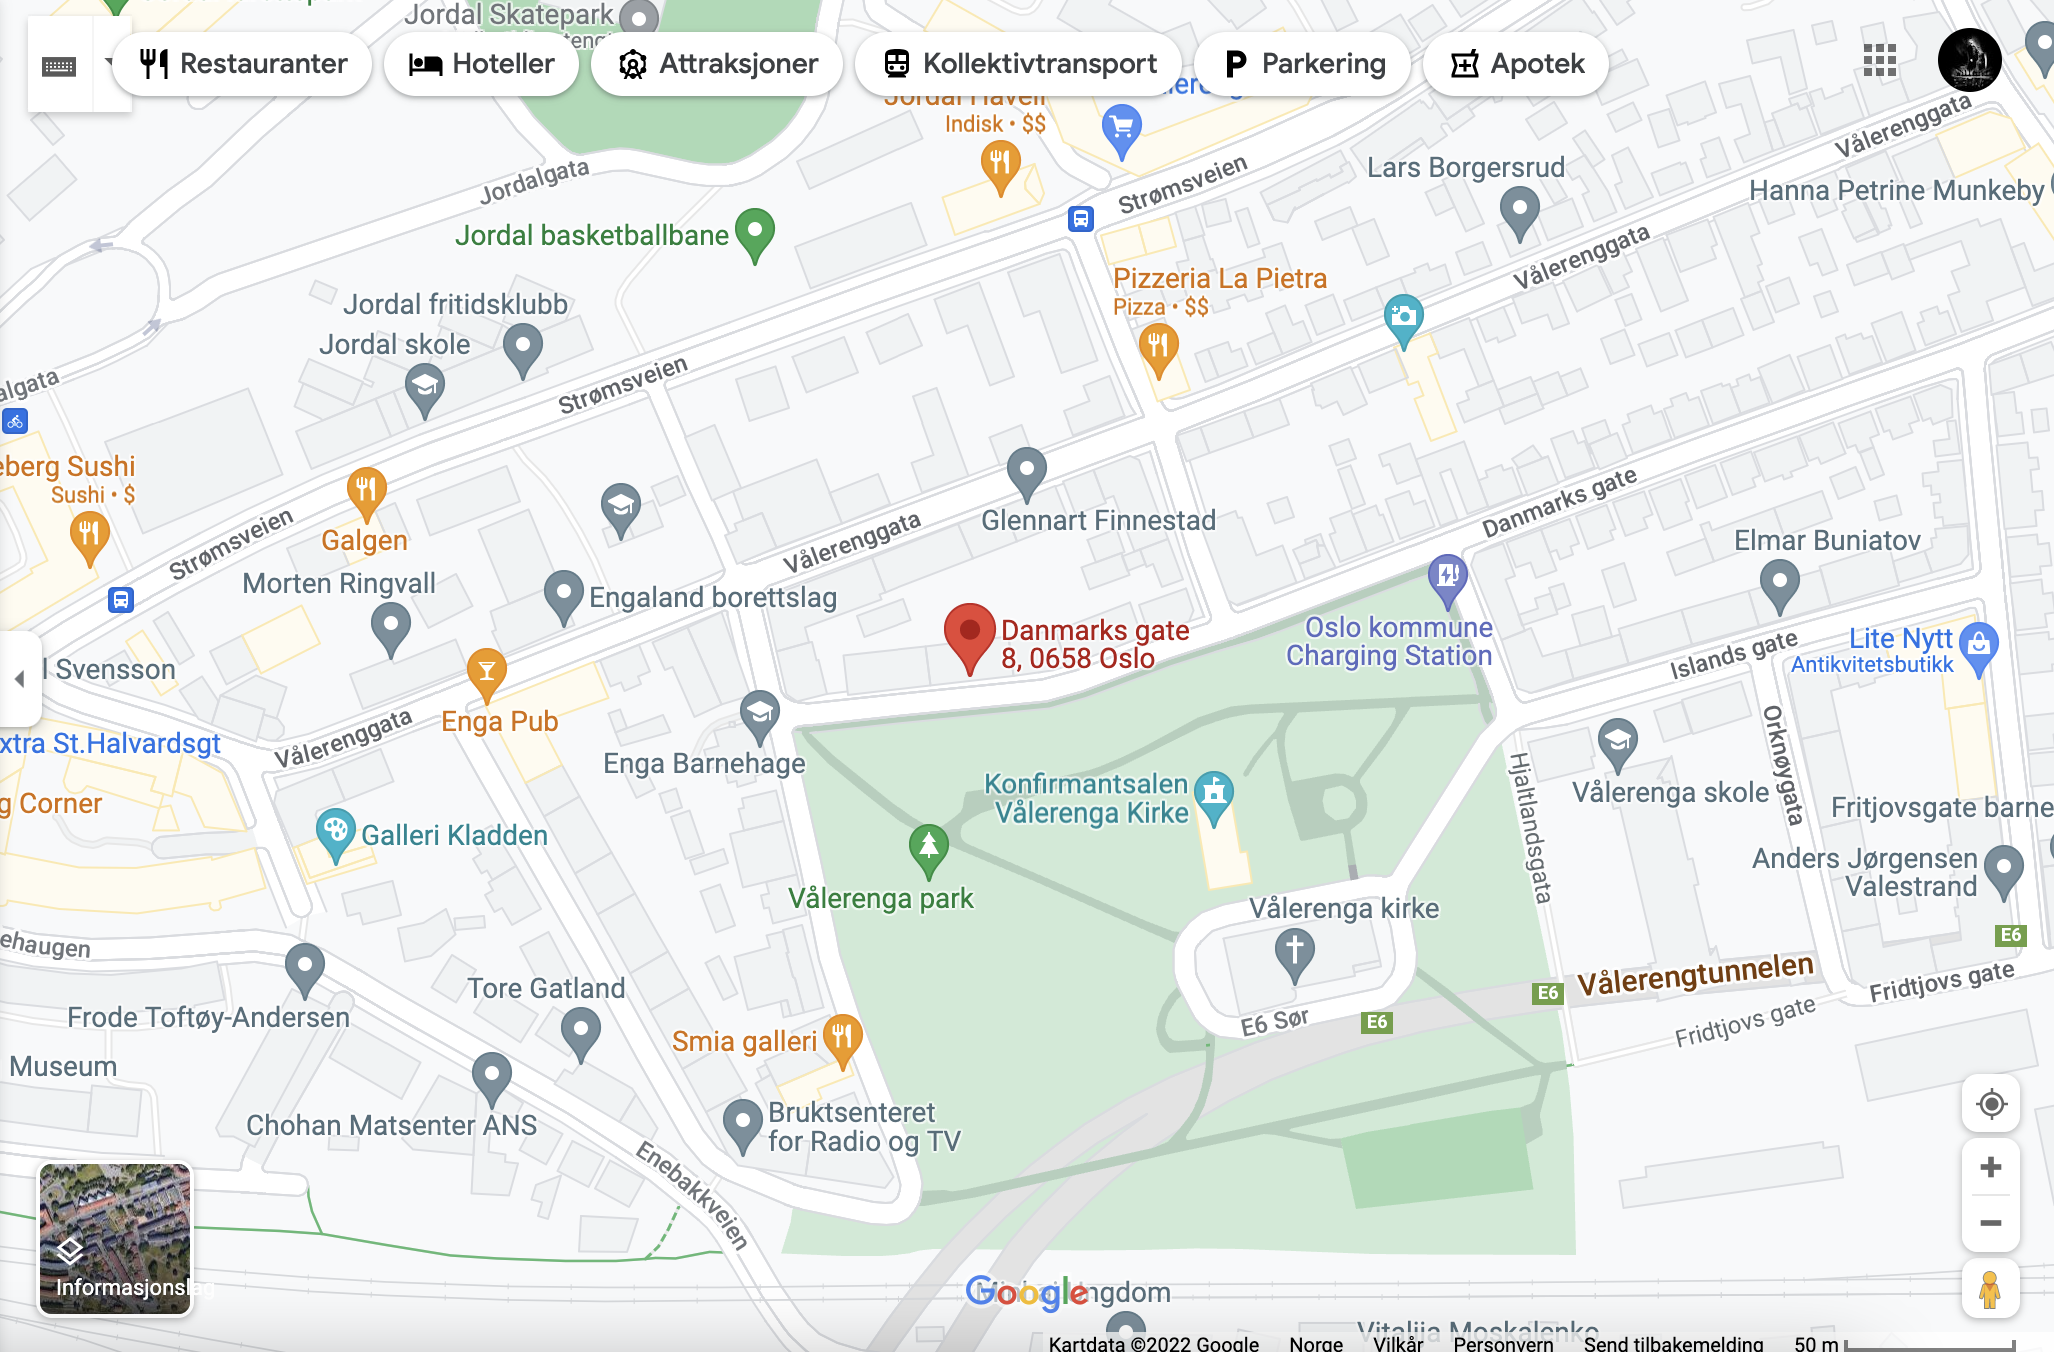 Jordal Skatepark
Restauranter
Hoteller
Attraksjoner
Kollektivtransport
Parkering
Apotek
Jordal Haveli
Indisk • $$
Jordalgata
Strømsveien
Lars Borgersrud
Vålerenggata
Hanna Petrine Munkeby
Jordal basketballbane
Vålerenggata
Pizzeria La Pietra
Pizza • $$
Jordal fritidsklubb
Jordal skole
Strømsveien
algata
eberg Sushi
Sushi • $
Galgen
Strømsveien
Glennart Finnestad
Vålerenggata
Danmarks gate
Elmar Buniatov
Morten Ringvall
Engaland borettslag
Danmarks gate
8, 0658 Oslo
Oslo kommune
Charging Station
Islands gate
Lite Nytt
Antikvitetsbutikk
l Svensson
Enga Pub
Vålerenggata
xtra St.Halvardsgt
Enga Barnehage
Orknøygata
Hjaltlandsgata
Konfirmantsalen
Vålerenga Kirke
Vålerenga skole
g Corner
Fritjovsgate barne
Galleri Kladden
Anders Jørgensen
Valestrand
Vålerenga park
Vålerenga kirke
ehaugen
E6
Vålerengtunnelen
E6
Fridtjovs gate
Tore Gatland
Frode Toftøy-Andersen
E6 Sør
E6
Fridtjovs gate
Smia galleri
Museum
Chohan Matsenter ANS
Bruktsenteret
for Radio og TV
Enebakkveien
Informasjonslag
Google
ngdom
Vitalija Moskalenko
Kartdata ©2022 Google
Norge
Vilkår
Personvern
Send tilbakemelding
50 m